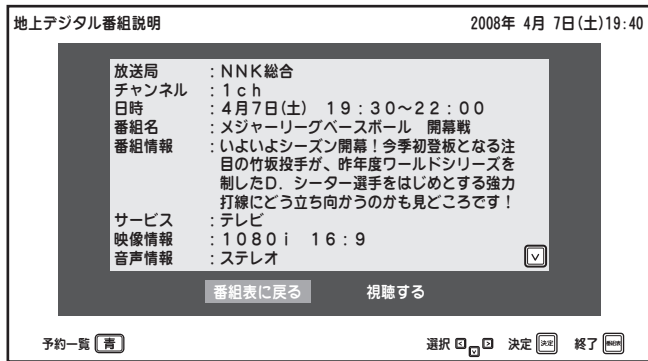 地上デジタル番組説明 2008年 4月 7日(土)19:40
放送局 :NNK総合
チャンネル :1ch
日時 :4月7日(土) 19:30~22:00
番組名 :メジャーリーグベースボール 開幕戦
番組情報 :いよいよシーズン開幕!今季初登板となる注
目の竹坂投手が、昨年度ワールドシリーズを
制したD.シーター選手をはじめとする強力
打線にどう立ち向かうのかも見どころです!
サービス :テレビ
映像情報 :1080i 16:9
音声情報 :ステレオ
番組表に戻る 視聴する
予約一覧 青 選択 決定 決定 終了 番組表